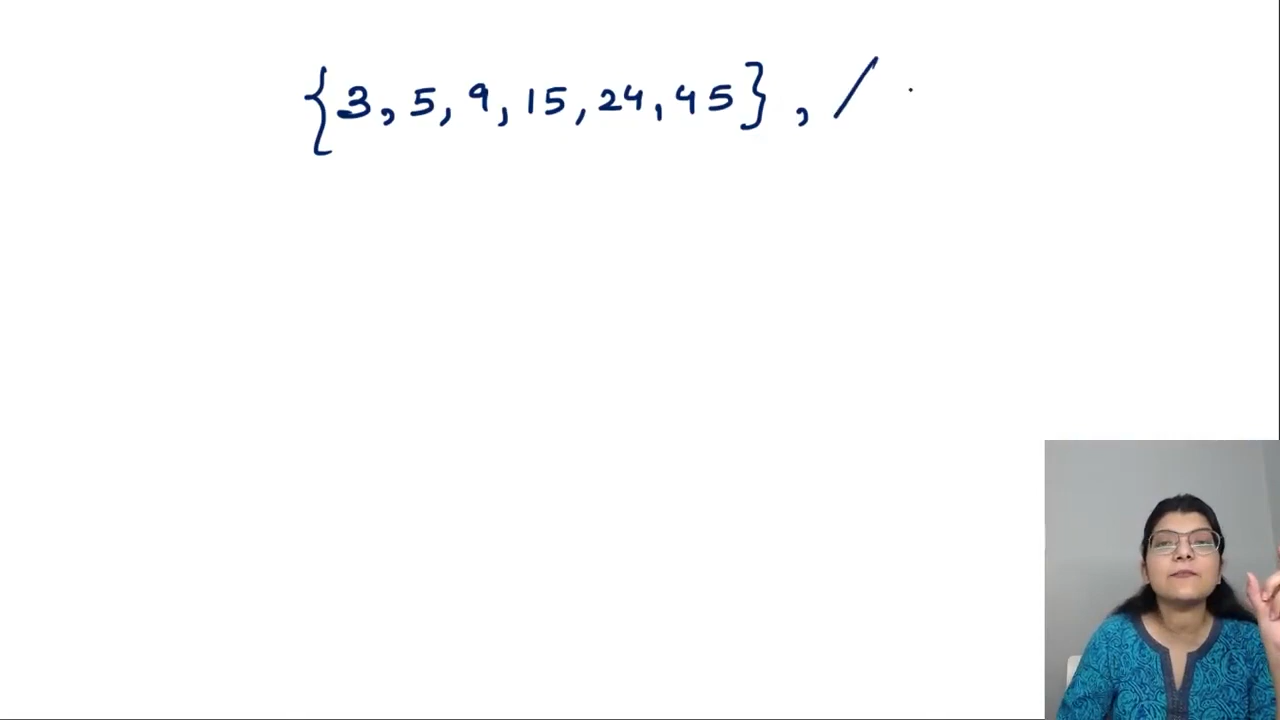 {3, 5, 9, 15, 24, 45}, /